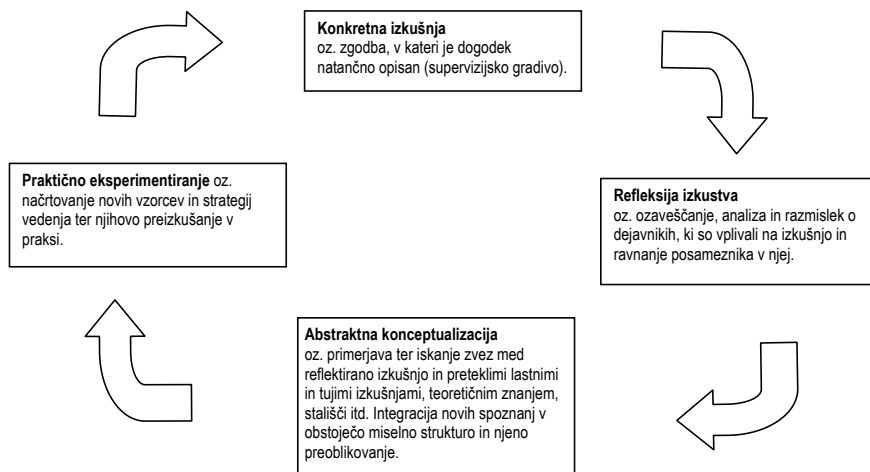 Konkretna izkušnja
oz. zgodba, v kateri je dogodek
natančno opisan (supervizijsko gradivo).
Praktično eksperimentiranje oz.
načrtovanje novih vzorcev in strategij
vedenja ter njihovo preizkušanje v
praksi.
Refleksija izkustva
oz. ozaveščanje, analiza in razmislek o
dejavnikih, ki so vplivali na izkušnjo in
ravnanje posameznika v njej.
Abstraktna konceptualizacija
oz. primerjava ter iskanje zvez med
reflektirano izkušnjo in preteklimi lastnimi
in tujimi izkušnjami, teoretičnim znanjem,
stališči itd. Integracija novih spoznanj v
obstoječo miselno strukturo in njeno
preoblikovanje.